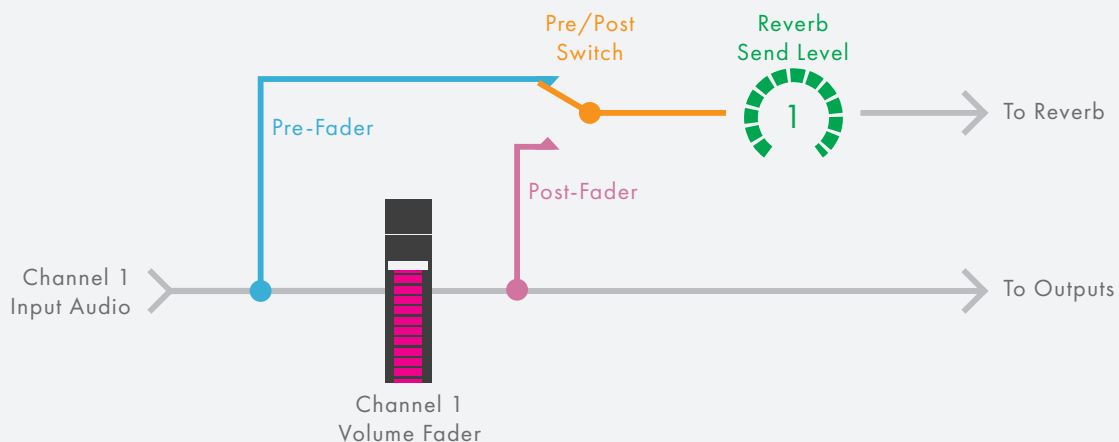 Pre/Post
Switch
Reverb
Send Level
Pre-Fader
1
To Reverb
Post-Fader
Channel 1
Input Audio
To Outputs
Channel 1
Volume Fader